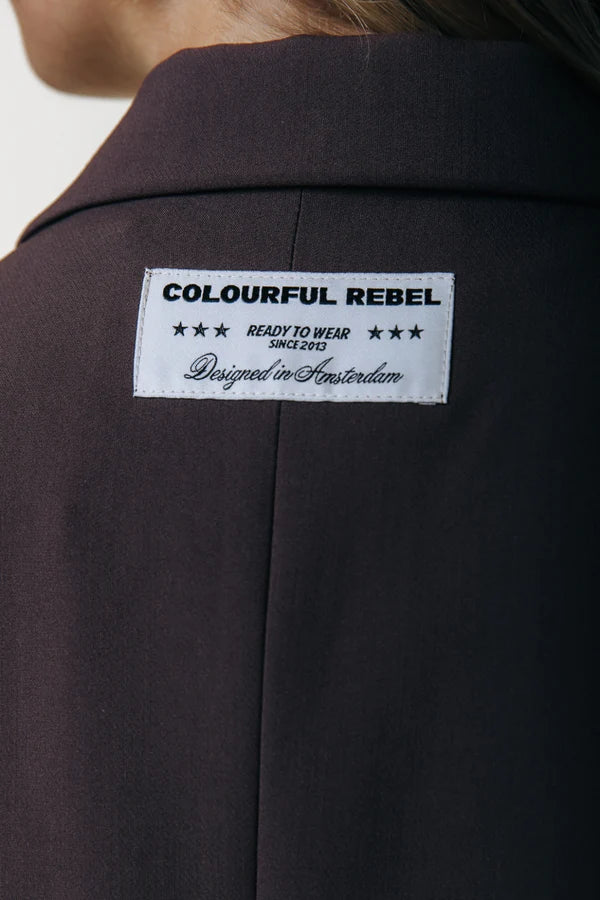 COLOURFUL REBEL
★★★ READY TO WEAR ★★★
SINCE 2013
Designed in Amsterdam